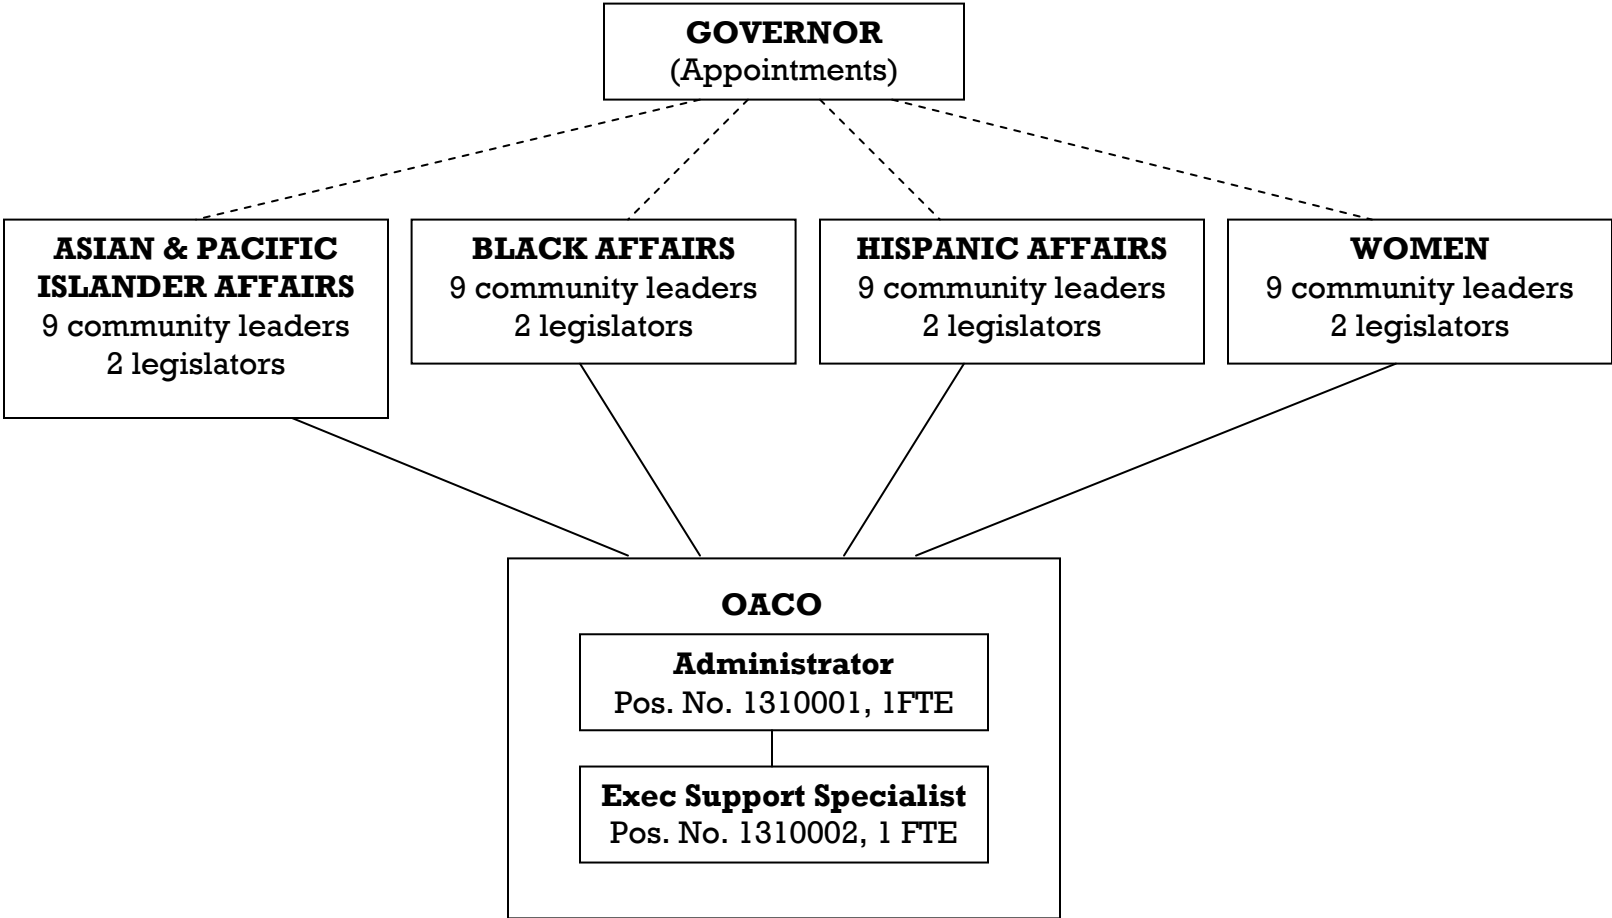 GOVERNOR
(Appointments)
ASIAN & PACIFIC
ISLANDER AFFAIRS
9 community leaders
2 legislators
BLACK AFFAIRS
9 community leaders
2 legislators
HISPANIC AFFAIRS
9 community leaders
2 legislators
WOMEN
9 community leaders
2 legislators
OACO
Administrator
Pos. No. 1310001, 1FTE
Exec Support Specialist
Pos. No. 1310002, 1 FTE